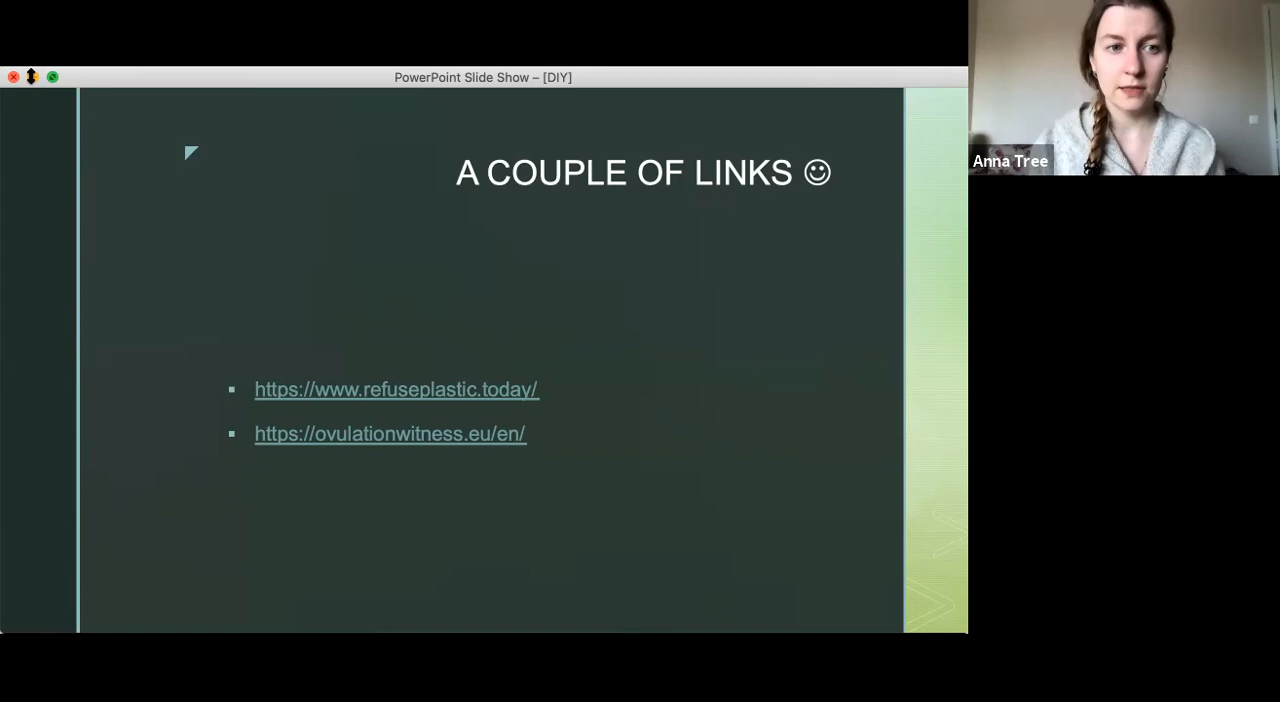 PowerPoint Slide Show – [DIY]
A COUPLE OF LINKS ☺
▪ https://www.refuseplastic.today/
▪ https://ovulationwitness.eu/en/
Anna Tree